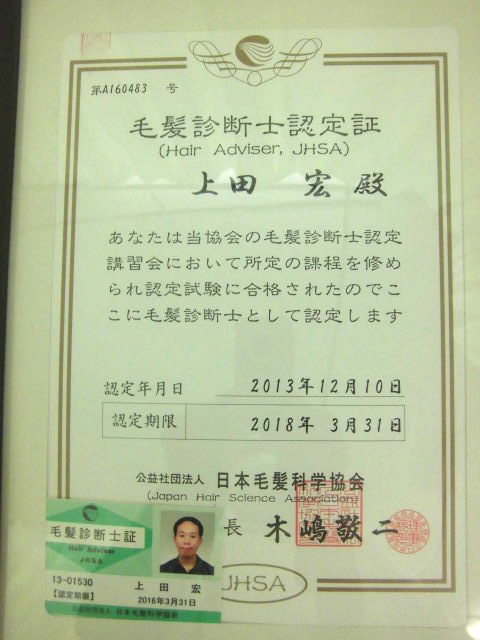 第A160483 号
毛髪診断士認定証
(Hair Adviser, JHSA)
上田 宏 殿
あなたは当協会の毛髪診断士認定
講習会において所定の課程を修め
られ認定試験に合格されたのでこ
こに毛髪診断士として認定します
認定年月日 2013年12月10日
認定期限 2018年 3月31日
公益社団法人 日本毛髪科学協会
(Japan Hair Science Association)
長 木嶋敬二
JHSA
毛髪診断士証
Hair Adviser
JHSA
13-01530
上田 宏
【認定期限】 2016年3月31日
公益社団法人 日本毛髪科学協会